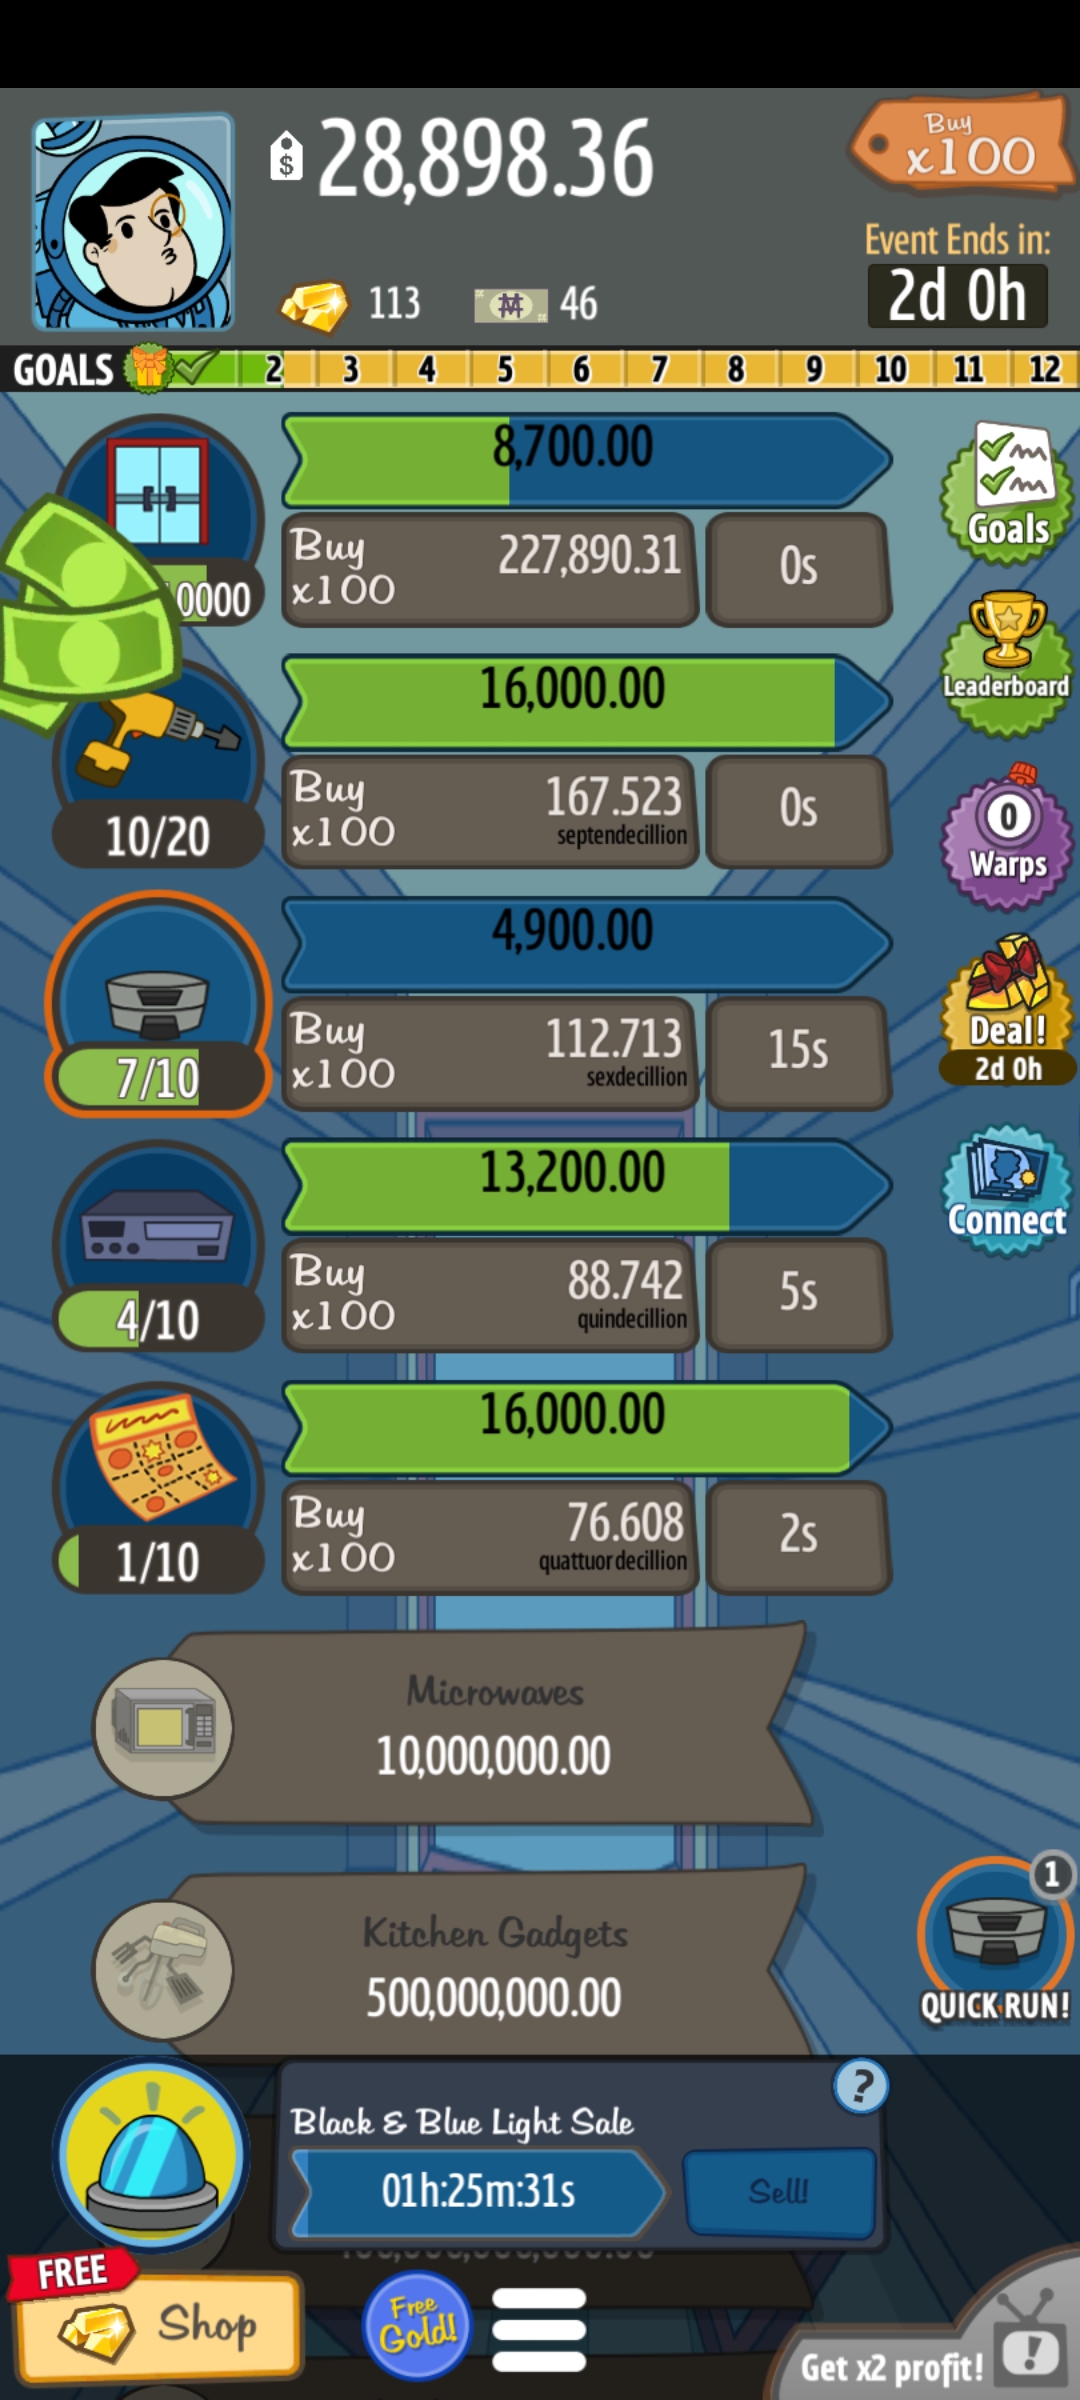 $ 28,898.36
Buy
x100
Event Ends in:
2d 0h
113
46
GOALS 2 3 4 5 6 7 8 9 10 11 12
8,700.00
Buy
x100
227,890.31
0s
0000
Goals
Leaderboard
16,000.00
Buy
x100
167.523
septendecillion
0s
10/20
0
Warps
4,900.00
Buy
x100
112.713
sexdecillion
15s
7/10
Deal!
2d 0h
13,200.00
Buy
x100
88.742
quindecillion
5s
4/10
Connect
16,000.00
Buy
x100
76.608
quattuordecillion
2s
1/10
Microwaves
10,000,000.00
Kitchen Gadgets
500,000,000.00
1
QUICK RUN!
Black & Blue Light Sale
?
01h:25m:31s
Sell!
FREE
Shop
Free
Gold!
Get x2 profit!
!